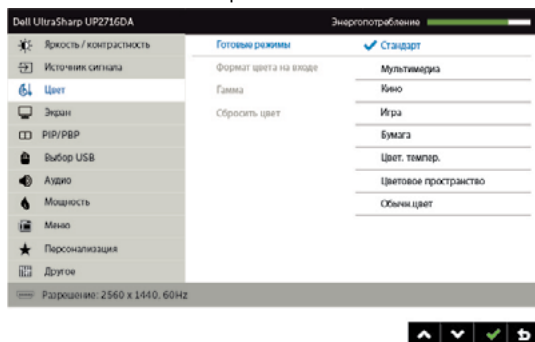 Dell UltraSharp UP2716DA Энергопотребление
Яркость / контрастность Готовые режимы Стандарт
Источник сигнала Формат цвета на входе Мультимедиа
Цвет Гамма Кино
Экран Сбросить цвет Игра
PIP/PBP Бумага
Выбор USB Цвет. темпер.
Аудио Цветовое пространство
Мощность Обычн.цвет
Меню
Персонализация
Другое
Разрешение: 2560 x 1440, 60Hz